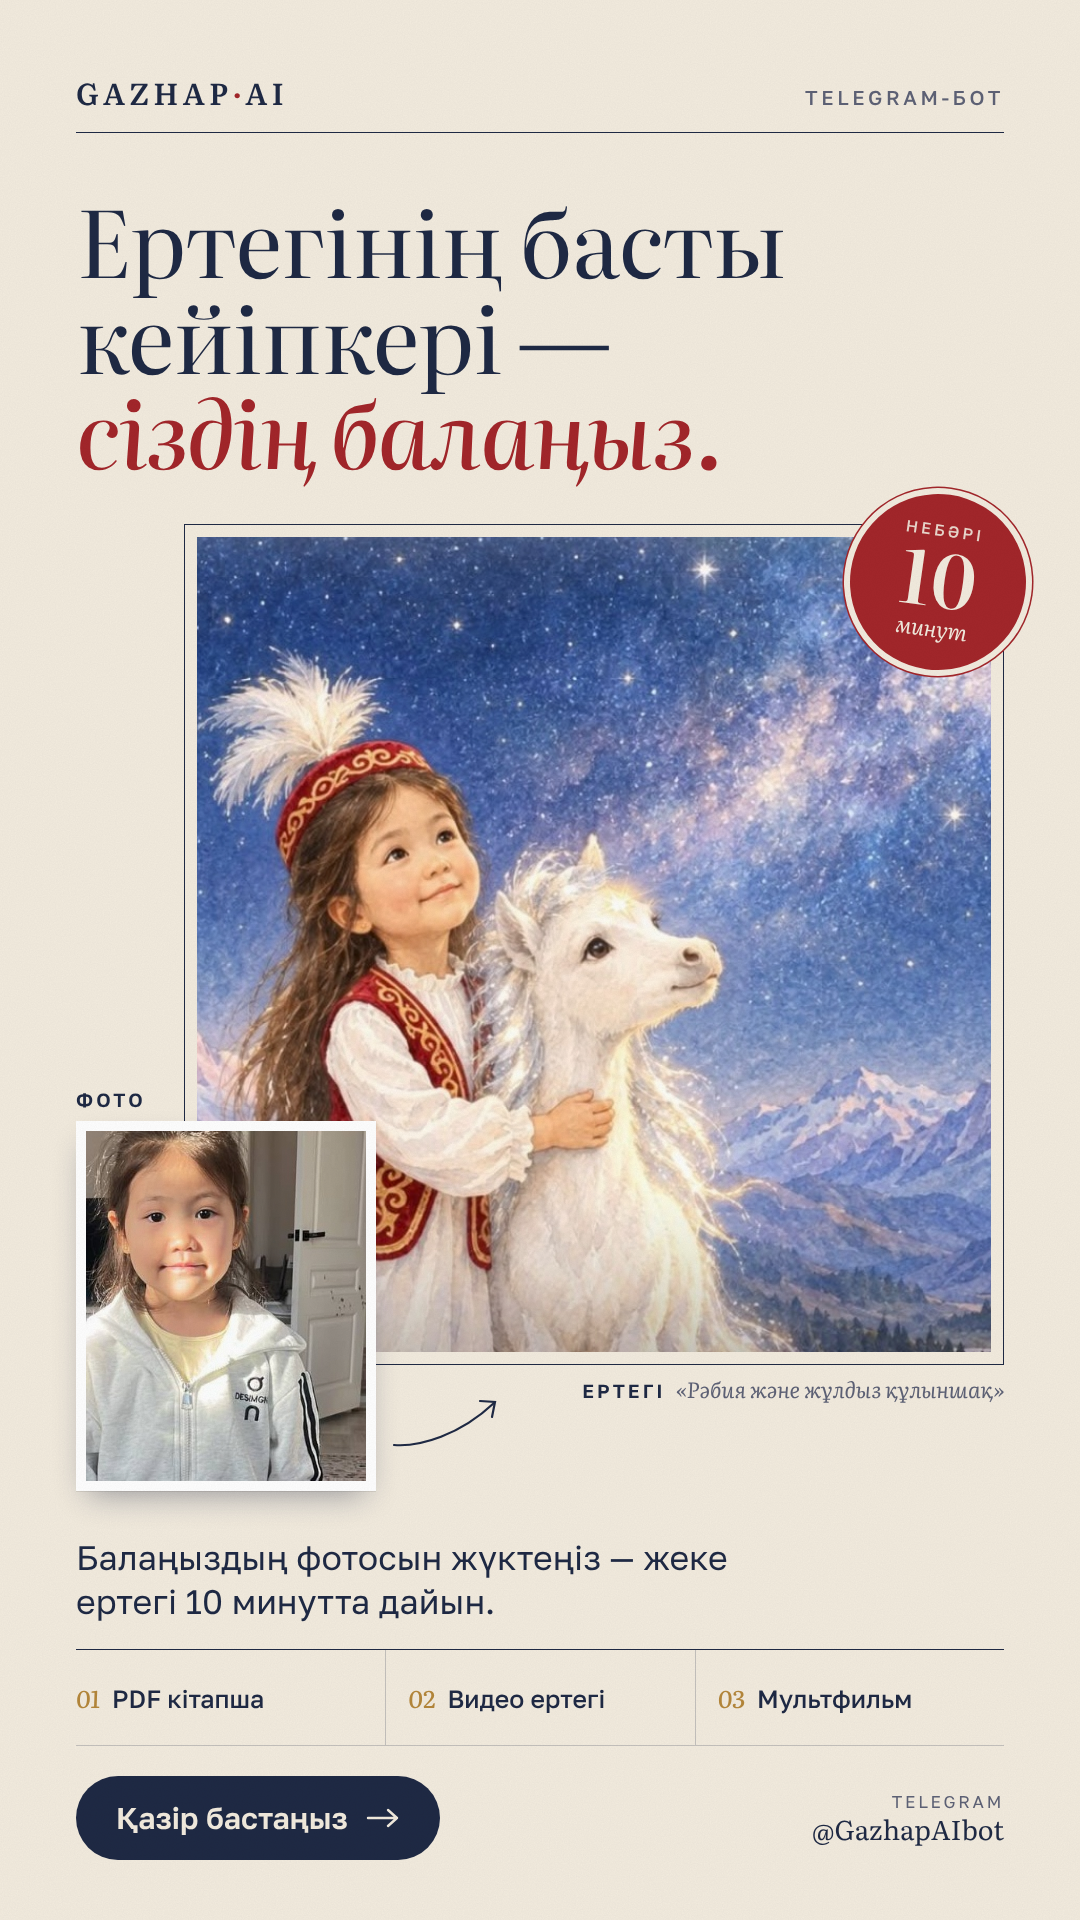 GAZHAP·AI
TELEGRAM-БОТ
Ертегінің басты
кейіпкері —
сіздің балаңыз.
НЕБӘРІ
10
минут
ФОТО
DESIMGN
ЕРТЕГІ «Рәбия және жұлдыз құлыншақ»
Балаңыздың фотосын жүктеңіз — жеке
ертегі 10 минутта дайын.
01 PDF кітапша
02 Видео ертегі
03 Мультфильм
Қазір бастаңыз →
TELEGRAM
@GazhapAIbot